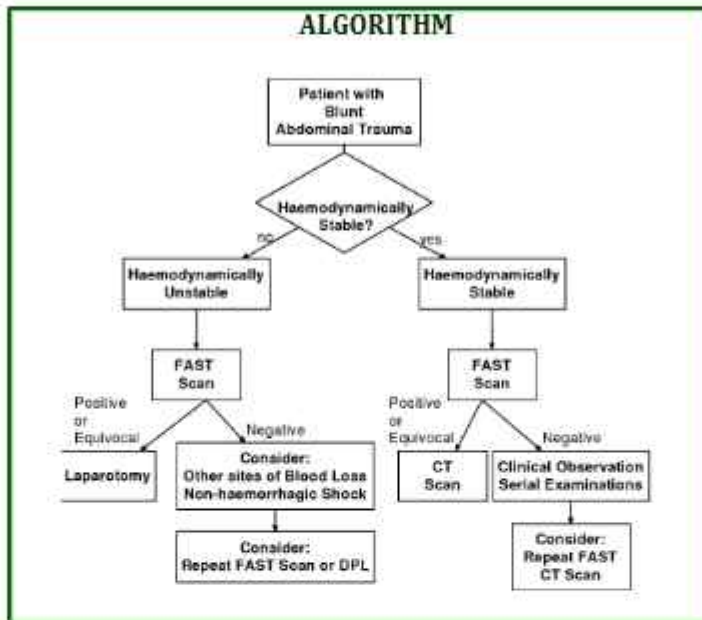 ALGORITHM
Patient with
Blunt
Abdominal Trauma
Haemodynamically
Stable?
no
yes
Haemodynamically
Unstable
Haemodynamically
Stable
FAST
Scan
FAST
Scan
Positive
or
Equivocal
Negative
Positive
or
Equivocal
Negative
Laparotomy
Consider:
Other sites of Blood Loss
Non-haemorrhagic Shock
CT
Scan
Clinical Observation
Serial Examinations
Consider:
Repeat FAST Scan or DPL
Consider:
Repeat FAST
CT Scan